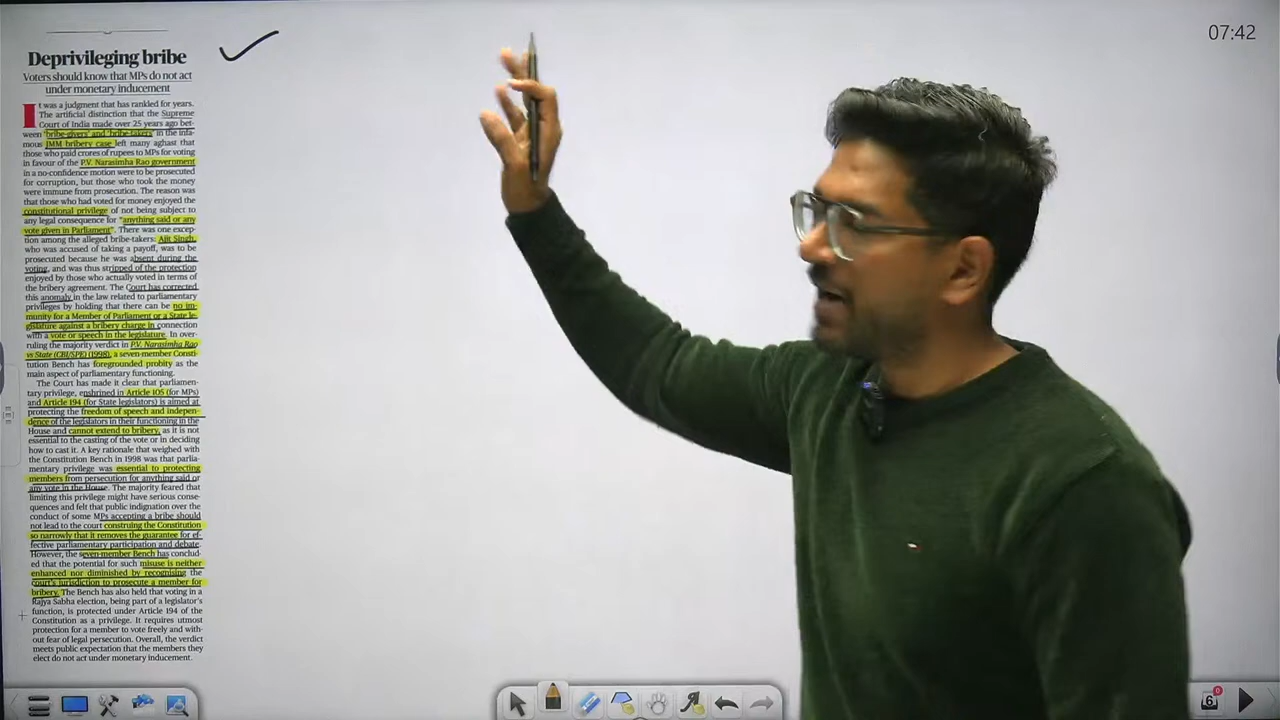 07:42
Deprivileging bribe
Voters should know that MPs do not act
under monetary inducement
It was a judgment that has rankled for years.
The artificial distinction that the Supreme
Court of India made over 25 years ago bet-
ween 'bribe-givers' and 'bribe-takers' in the infa-
mous JMM bribery case left many aghast that
those who paid crores of rupees to MPs for voting
in favour of the P.V. Narasimha Rao government
in a no-confidence motion were to be prosecuted
for corruption, but those who took the money
were immune from prosecution. The reason was
that those who had voted for money enjoyed the
constitutional privilege of not being subject to
any legal consequence for "anything said or any
vote given in Parliament". There was one excep-
tion among the alleged bribe-takers: Ajit Singh,
who was accused of taking a payoff, was to be
prosecuted because he was absent during the
voting, and was thus stripped of the protection
enjoyed by those who actually voted in terms of
the bribery agreement. The Court has corrected
this anomaly in the law related to parliamentary
privileges by holding that there can be no im-
munity for a Member of Parliament or a State le-
gislature against a bribery charge in connection
with a vote or speech in the legislature. In over-
ruling the majority verdict in P.V. Narasimha Rao
vs State (CBI/SPE) (1998), a seven-member Consti-
tution Bench has foregrounded probity as the
main aspect of parliamentary functioning.
The Court has made it clear that parliamen-
tary privilege, enshrined in Article 105 (for MPs)
and Article 194 (for State legislators) is aimed at
protecting the freedom of speech and indepen-
dence of the legislators in their functioning in the
House and cannot extend to bribery, as it is not
essential to the casting of the vote or in deciding
how to cast it. A key rationale that weighed with
the Constitution Bench in 1998 was that parlia-
mentary privilege was essential to protecting
members from persecution for anything said or
any vote in the House. The majority feared that
limiting this privilege might have serious conse-
quences and felt that public indignation over the
conduct of some MPs accepting a bribe should
not lead to the court construing the Constitution
so narrowly that it removes the guarantee for ef-
fective parliamentary participation and debate.
However, the seven-member Bench has conclud-
ed that the potential for such misuse is neither
enhanced nor diminished by recognising the
court's jurisdiction to prosecute a member for
bribery. The Bench has also held that voting in a
Rajya Sabha election, being part of a legislator's
function, is protected under Article 194 of the
Constitution as a privilege. It requires utmost
protection for a member to vote freely and with-
out fear of legal persecution. Overall, the verdict
meets public expectation that the members they
elect do not act under monetary inducement.
6